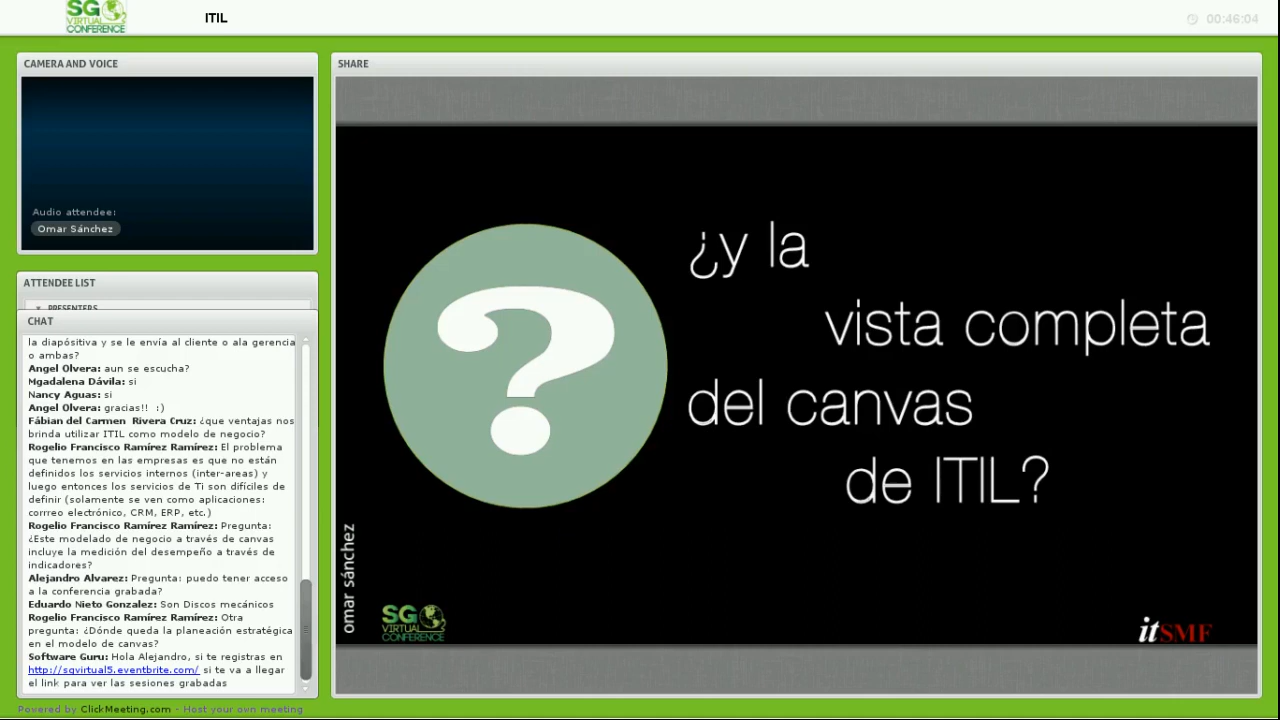 SG
VIRTUAL
CONFERENCE
ITIL
00:46:04
CAMERA AND VOICE
Audio attendee:
Omar Sánchez
ATTENDEE LIST
PRESENTERS
CHAT
la diapósitiva y se le envía al cliente o ala gerencia
o ambas?
Angel Olvera: aun se escucha?
Mgadalena Dávila: si
Nancy Aguas: si
Angel Olvera: gracias!! :)
Fábian del Carmen Rivera Cruz: ¿que ventajas nos
brinda utilizar ITIL como modelo de negocio?
Rogelio Francisco Ramírez Ramírez: El problema
que tenemos en las empresas es que no están
definidos los servicios internos (inter-areas) y
luego entonces los servicios de Ti son difíciles de
definir (solamente se ven como aplicaciones:
corrreo electrónico, CRM, ERP, etc.)
Rogelio Francisco Ramírez Ramírez: Pregunta:
¿Este modelado de negocio a través de canvas
incluye la medición del desempeño a través de
indicadores?
Alejandro Alvarez: Pregunta: puedo tener acceso
a la conferencia grabada?
Eduardo Nieto Gonzalez: Son Discos mecánicos
Rogelio Francisco Ramírez Ramírez: Otra
pregunta: ¿Dónde queda la planeación estratégica
en el modelo de canvas?
Software Guru: Hola Alejandro, si te registras en
http://sgvirtual5.eventbrite.com/ si te va a llegar
el link para ver las sesiones grabadas
Powered by ClickMeeting.com - Host your own meeting
SHARE
?
¿y la
vista completa
del canvas
de ITIL?
omar sánchez
SG
VIRTUAL
CONFERENCE
itSMF